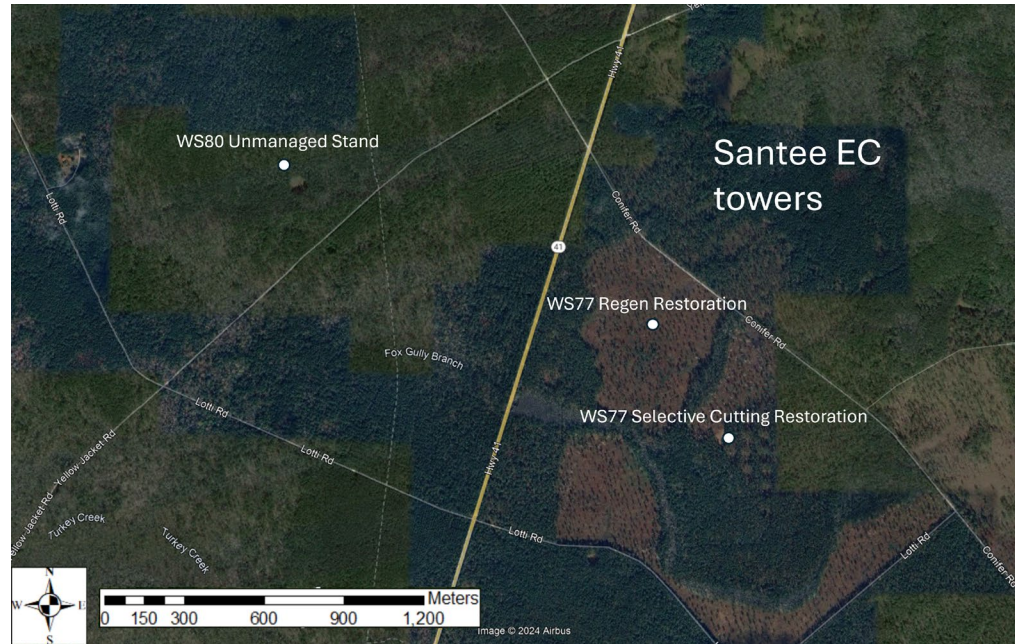 Hwy 41
WS80 Unmanaged Stand
Santee EC
towers
Lotti Rd
Conifer Rd
41
WS77 Regen Restoration
Conifer Rd
Fox Gully Branch
Lotti Rd
WS77 Selective Cutting Restoration
Yellow Jacket Rd
Hwy 41
Lotti Rd
Yellow Jacket Rd
Turkey Creek
Turkey Creek
Lotti Rd
Lotti Rd
Conifer Rd
N
W
E
S
Meters
0 150 300 600 900 1,200
Image © 2024 Airbus